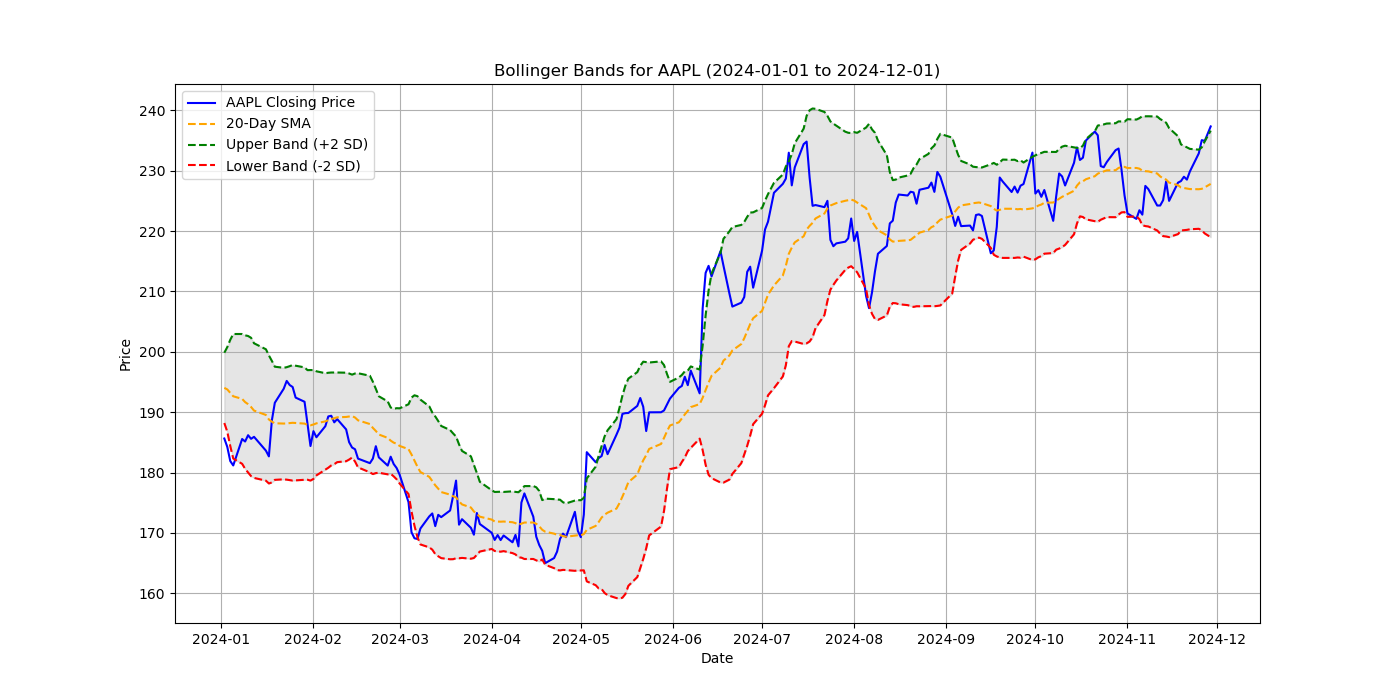 Bollinger Bands for AAPL (2024-01-01 to 2024-12-01)
AAPL Closing Price
20-Day SMA
Upper Band (+2 SD)
Lower Band (-2 SD)
240
230
220
210
200
190
180
170
160
Price
2024-01 2024-02 2024-03 2024-04 2024-05 2024-06 2024-07 2024-08 2024-09 2024-10 2024-11 2024-12
Date